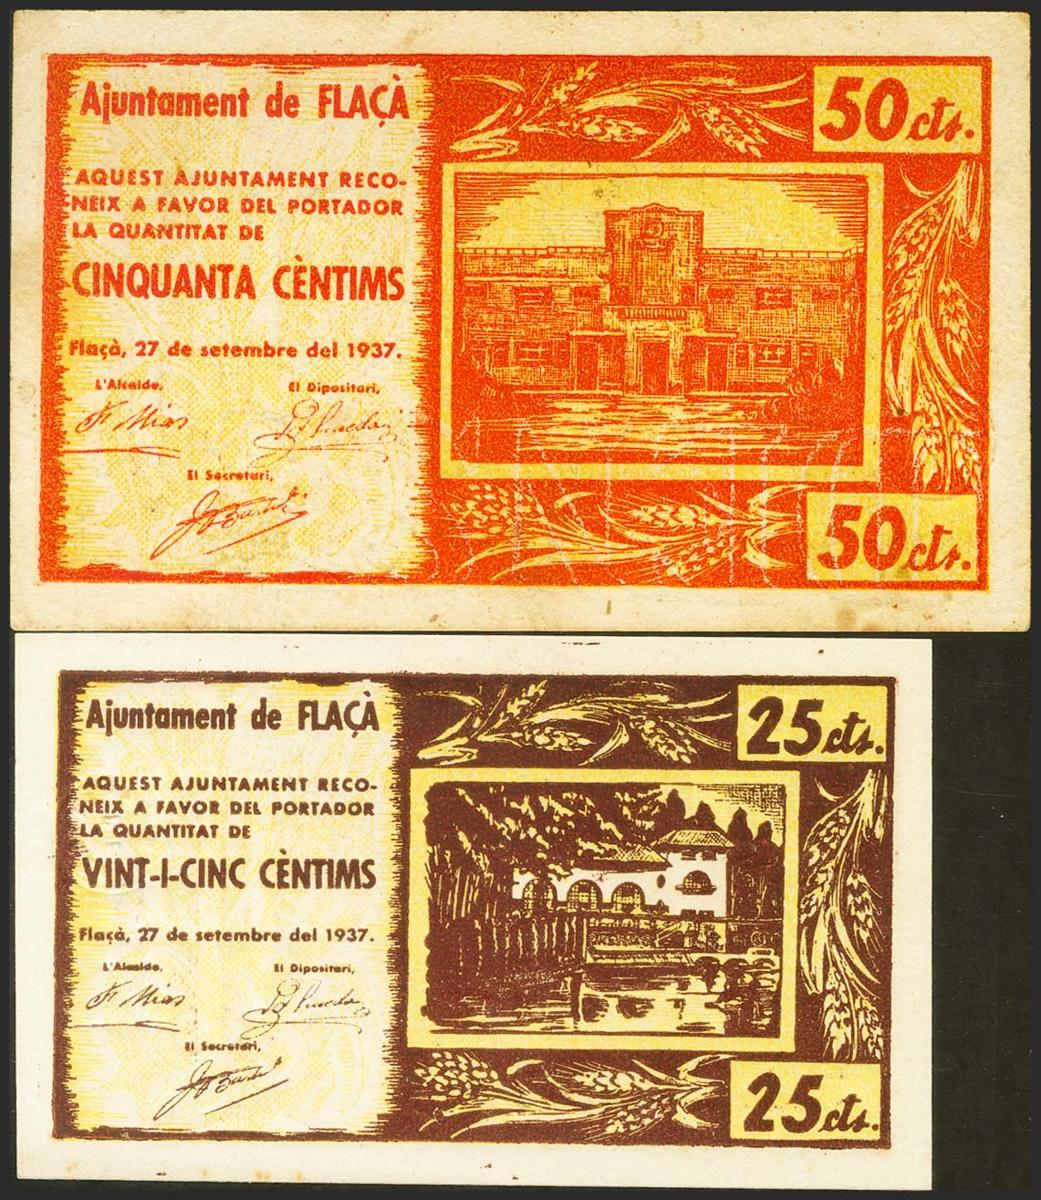 Ajuntament de FLAÇÀ
AQUEST AJUNTAMENT RECO-
NEIX A FAVOR DEL PORTADOR
LA QUANTITAT DE
CINQUANTA CÈNTIMS
Flaçà, 27 de setembre del 1937.
L'Alcalde,
El Dipositari,
F. Mias
El Secretari,
50 cts.
50 cts.
Ajuntament de FLAÇÀ
AQUEST AJUNTAMENT RECO-
NEIX A FAVOR DEL PORTADOR
LA QUANTITAT DE
VINT-I-CINC CÈNTIMS
Flaçà, 27 de setembre del 1937.
L'Alcalde,
El Dipositari,
F. Mias
El Secretari,
25 cts.
25 cts.